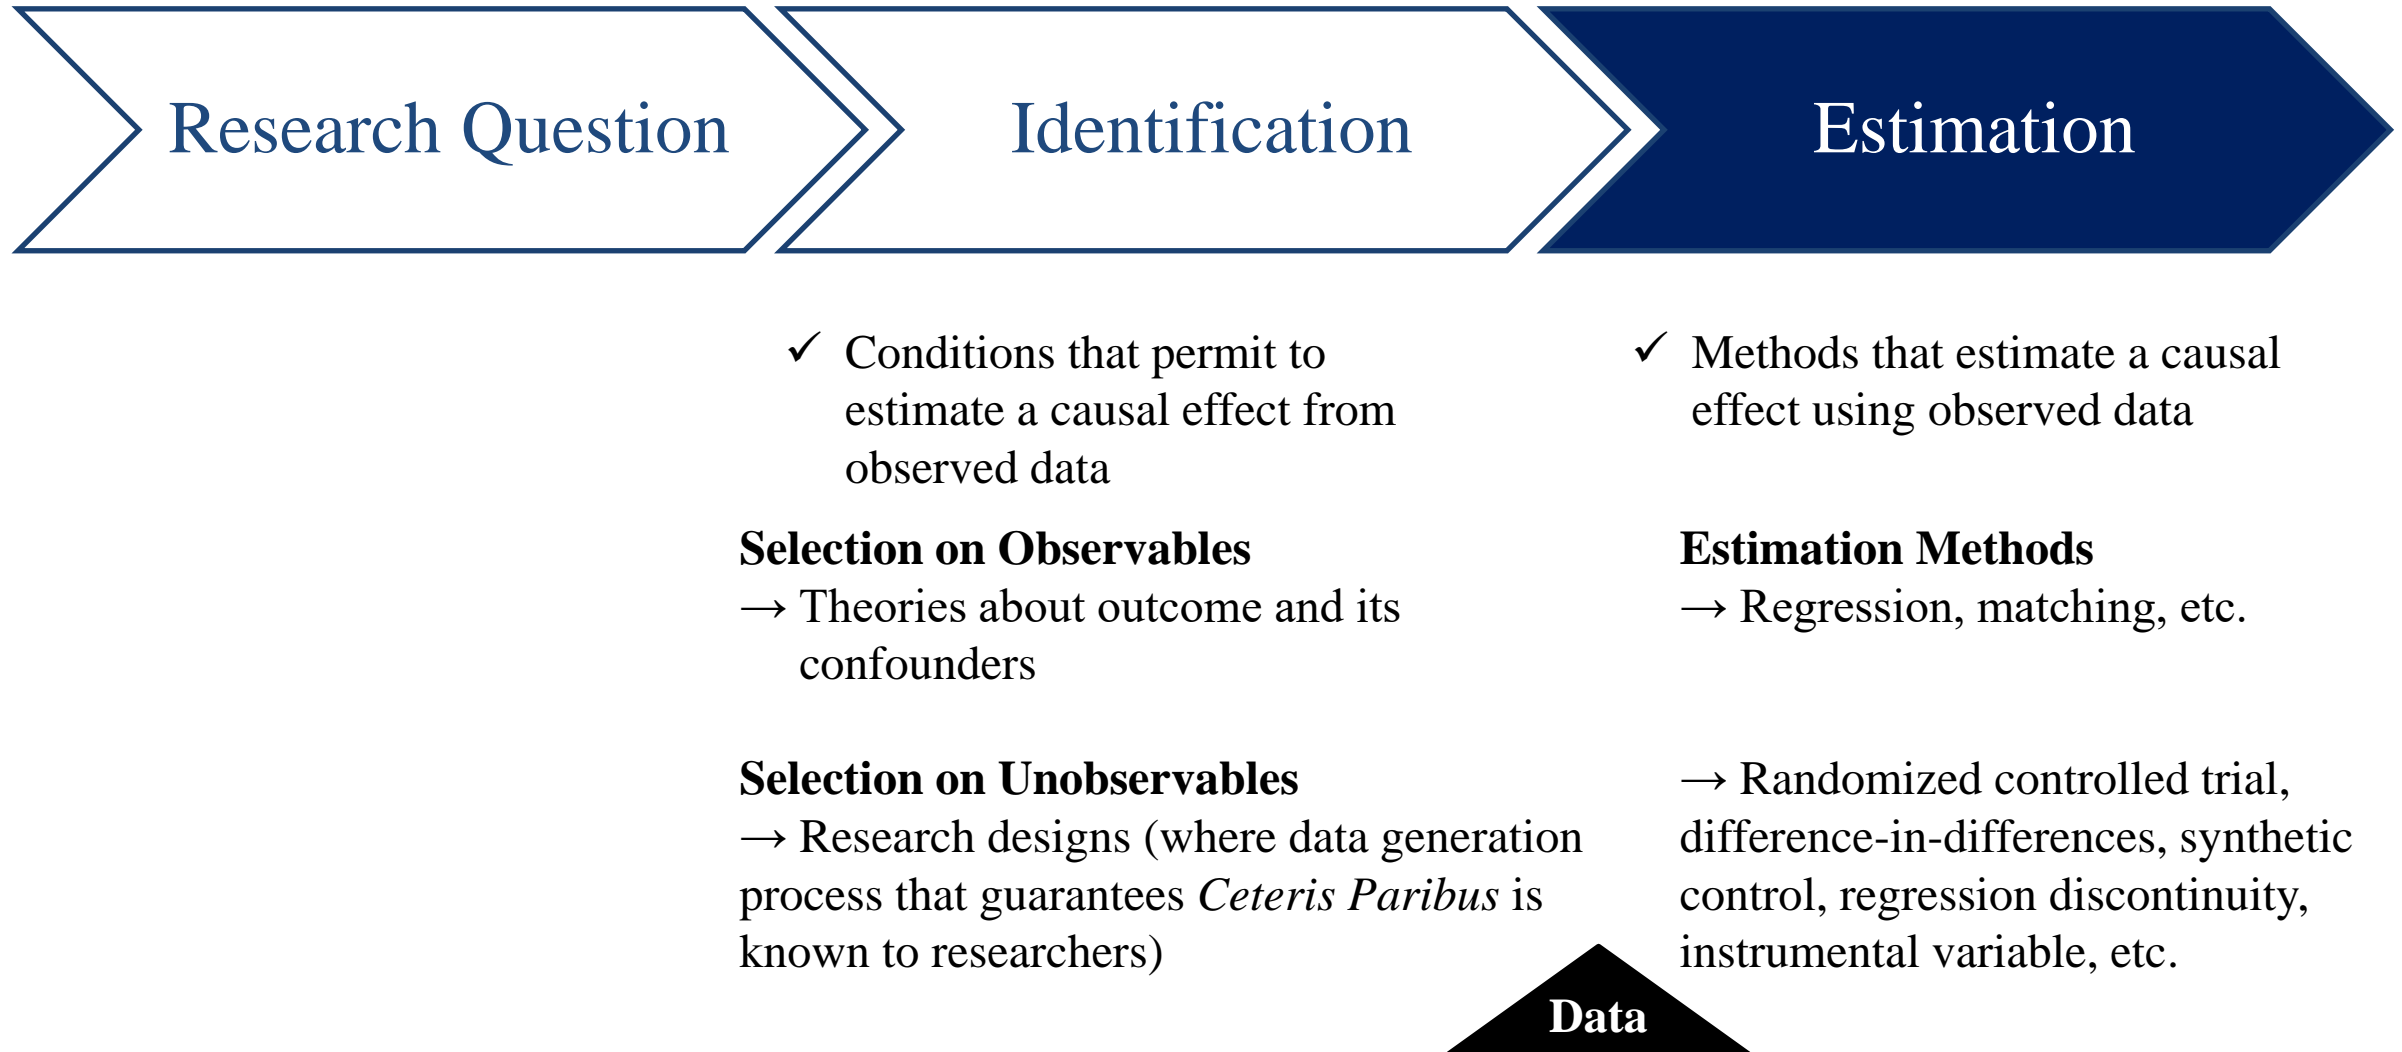 Research Question
Identification
Estimation
✓ Conditions that permit to
estimate a causal effect from
observed data
Selection on Observables
→ Theories about outcome and its
confounders
Selection on Unobservables
→ Research designs (where data generation
process that guarantees Ceteris Paribus is
known to researchers)
✓ Methods that estimate a causal
effect using observed data
Estimation Methods
→ Regression, matching, etc.
→ Randomized controlled trial,
difference-in-differences, synthetic
control, regression discontinuity,
instrumental variable, etc.
Data